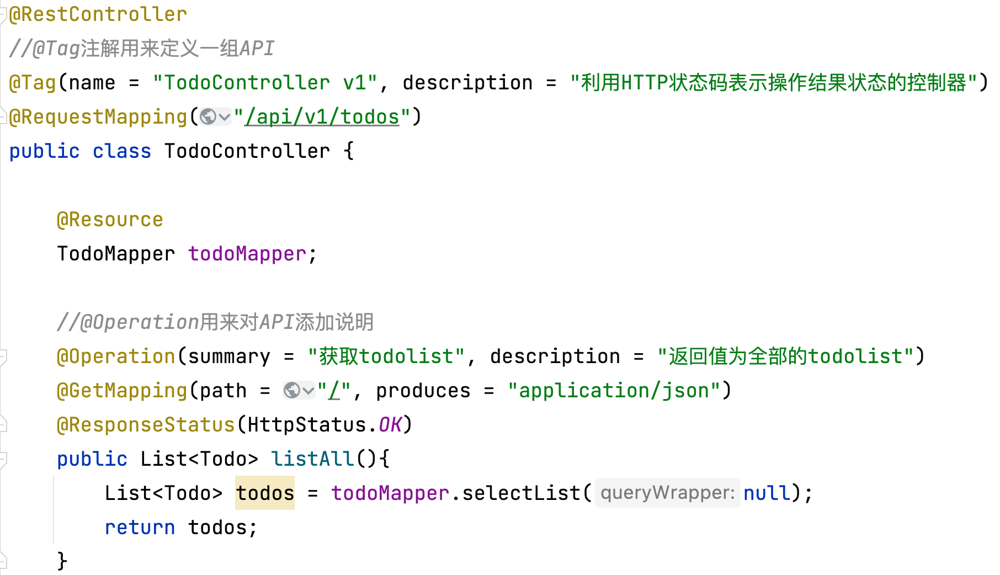 @RestController
//@Tag注解用来定义一组API
@Tag(name = "TodoController v1", description = "利用HTTP状态码表示操作结果状态的控制器")
@RequestMapping("/api/v1/todos")
public class TodoController {
@Resource
TodoMapper todoMapper;
//@Operation用来对API添加说明
@Operation(summary = "获取todolist", description = "返回值为全部的todolist")
@GetMapping(path = "/", produces = "application/json")
@ResponseStatus(HttpStatus.OK)
public List<Todo> listAll(){
List<Todo> todos = todoMapper.selectList( queryWrapper: null);
return todos;
}